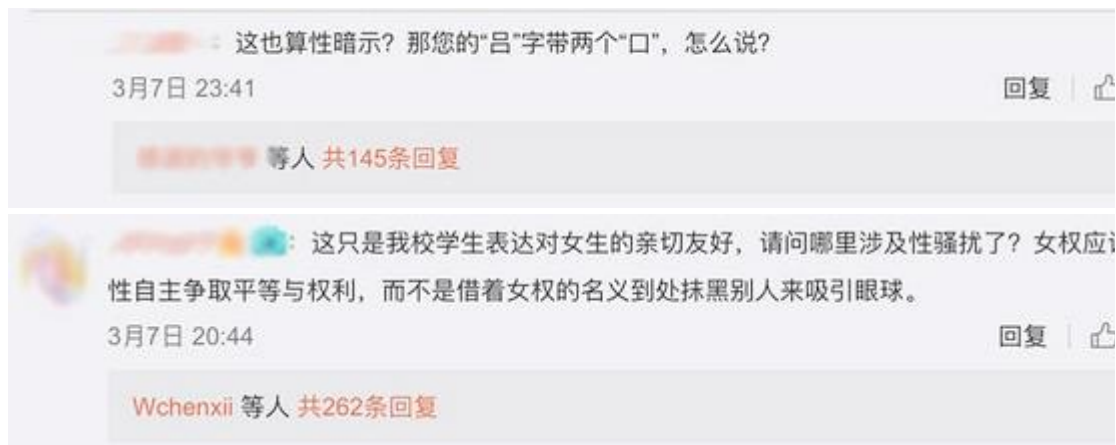 ：这也算性暗示？那您的“吕”字带两个“口”，怎么说？
3月7日 23:41
回复
等人 共145条回复
：这只是我校学生表达对女生的亲切友好，请问哪里涉及性骚扰了？女权应
性自主争取平等与权利，而不是借着女权的名义到处抹黑别人来吸引眼球。
3月7日 20:44
回复
Wchenxii 等人 共262条回复